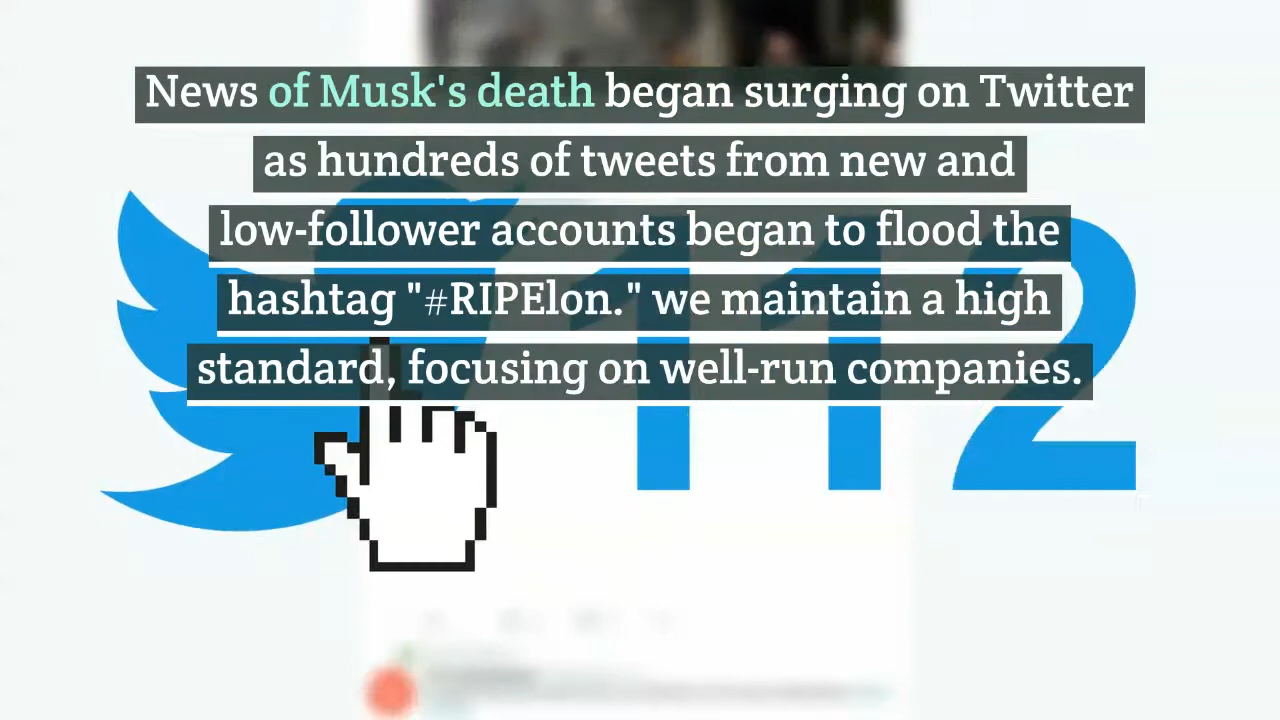 News of Musk's death began surging on Twitter
as hundreds of tweets from new and
low-follower accounts began to flood the
hashtag "#RIPElon." we maintain a high
standard, focusing on well-run companies.
112